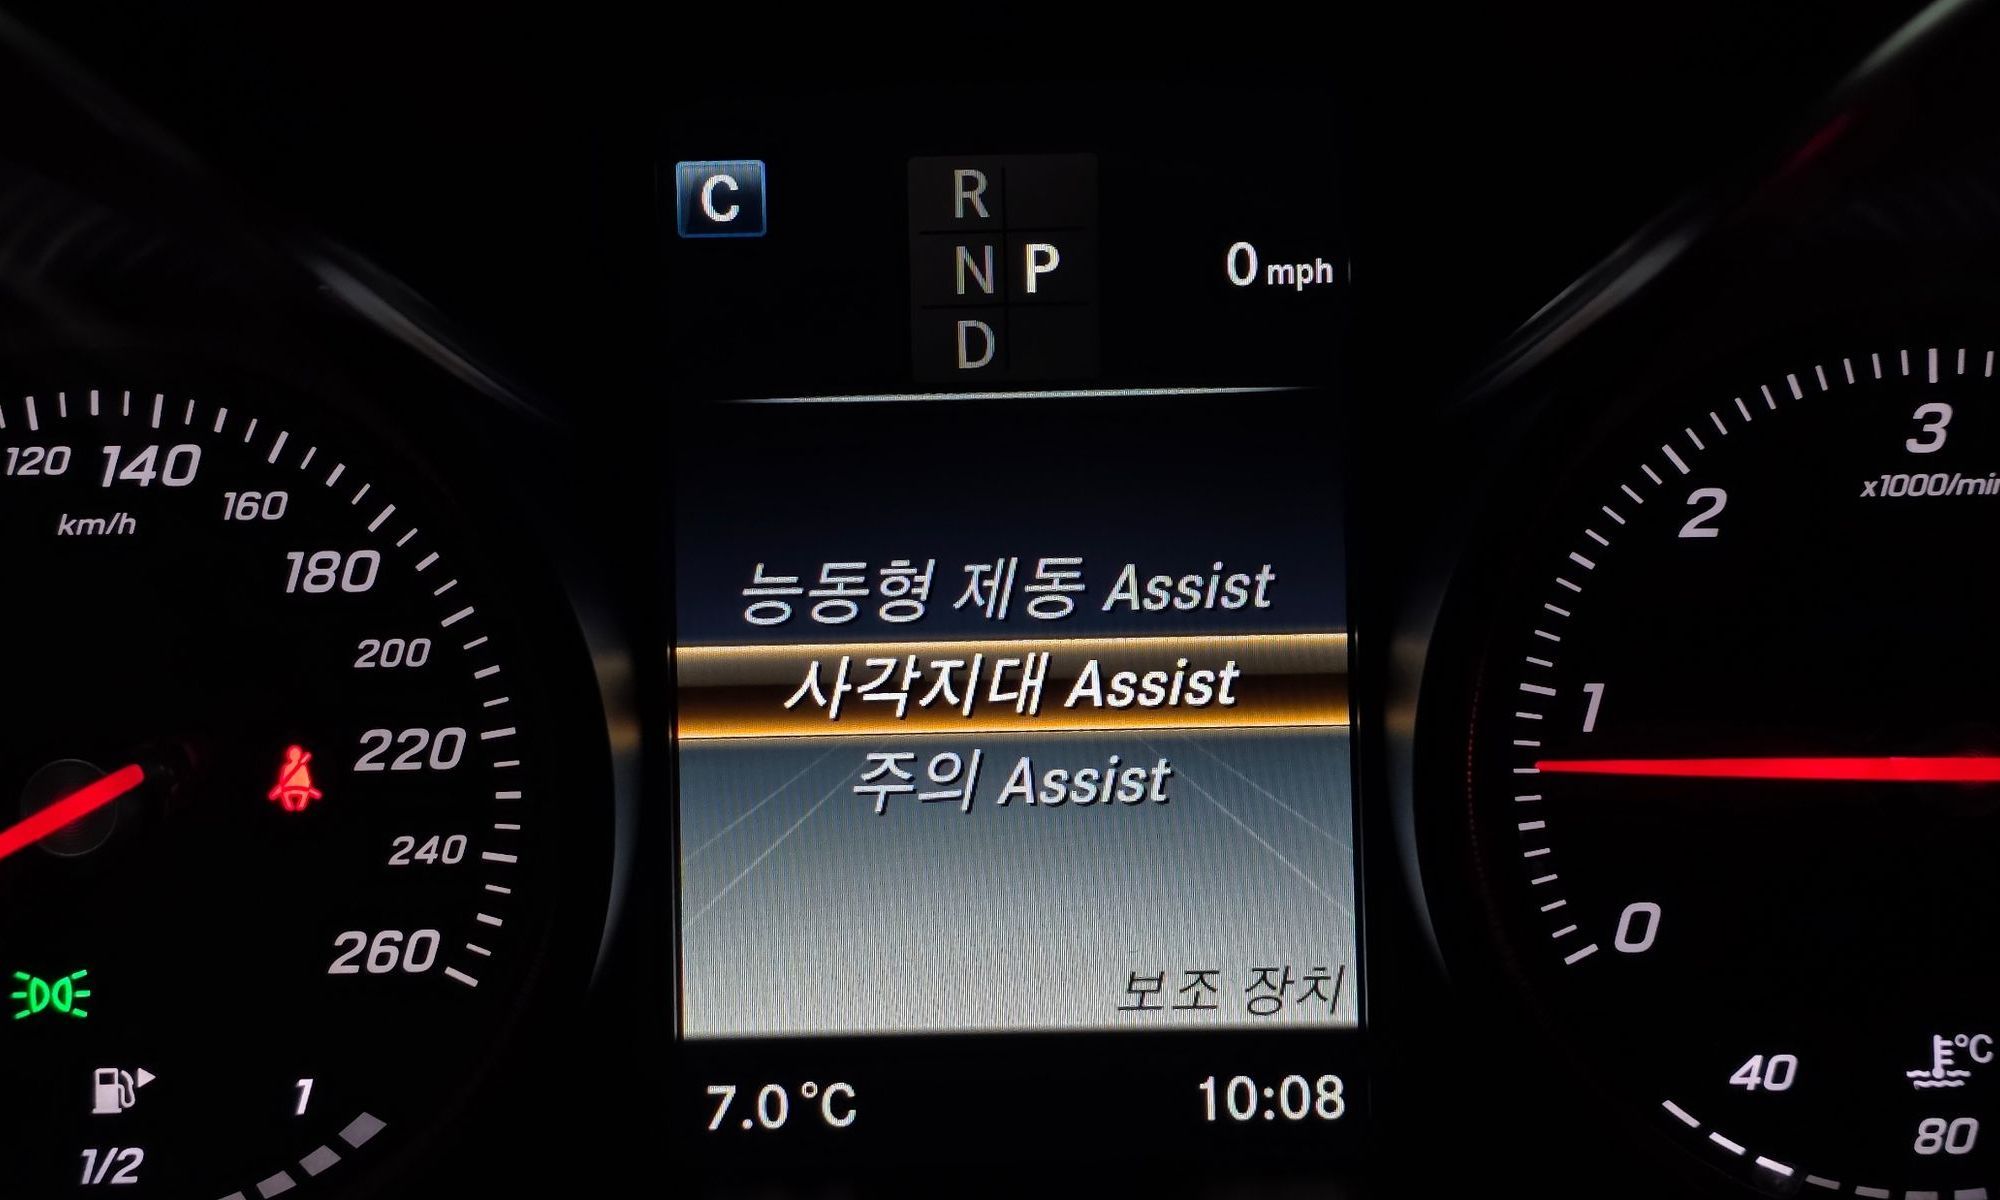 C
R
N P
D
0 mph
120 140 160 180 200 220 240 260
km/h
능동형 제동 Assist
사각지대 Assist
주의 Assist
보조 장치
7.0°C
10:08
1/2 1
3
2
1
0
x1000/min
°C
40
80